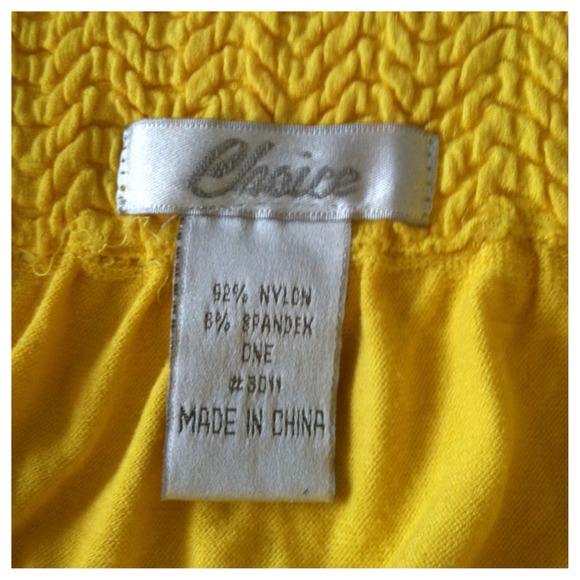 Choice
92% NYLON
8% SPANDEX
ONE
#3011
MADE IN CHINA